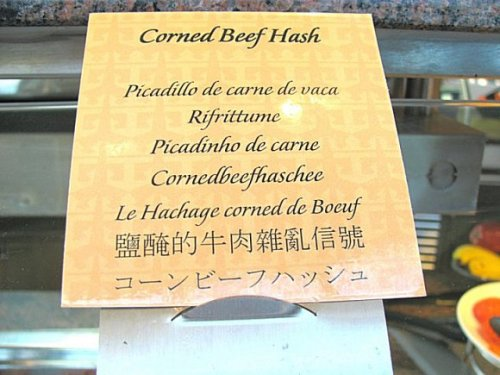 Corned Beef Hash
Picadillo de carne de vaca
Rifrittume
Picadinho de carne
Cornedbeefhaschee
Le Hachage corned de Boeuf
鹽醃的牛肉雜亂信號
コーンビーフハッシュ